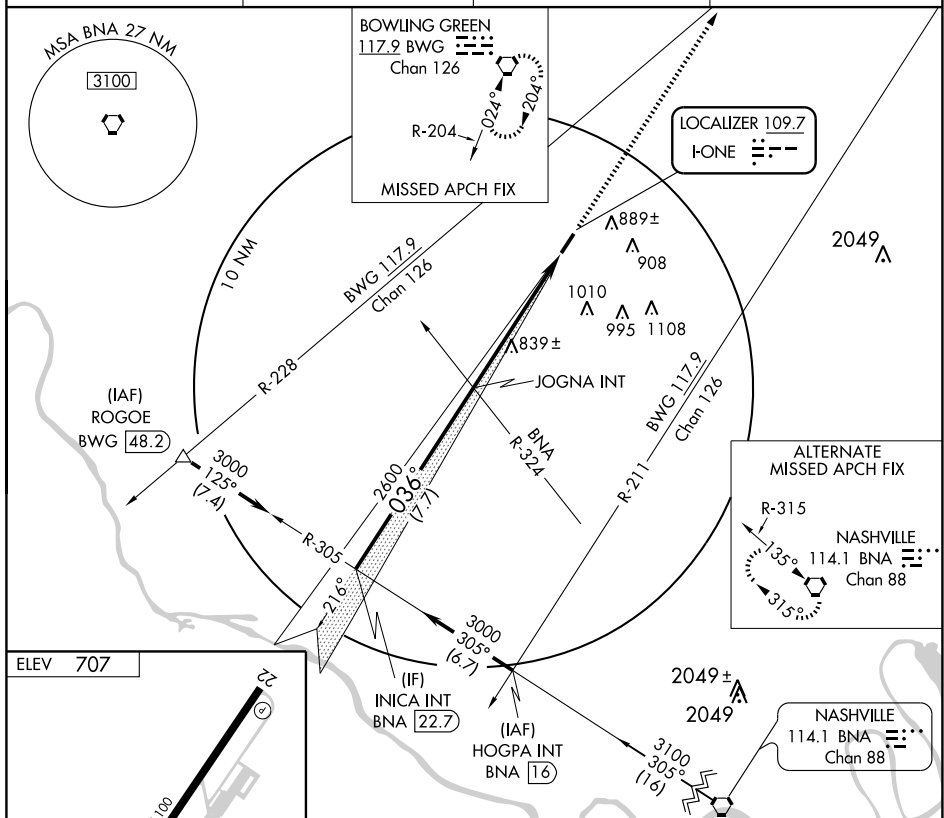 MSA BNA 27 NM
3100
BOWLING GREEN
117.9 BWG
Chan 126
R-204
024°
204°
MISSED APCH FIX
LOCALIZER 109.7
I-ONE
10 NM
BWG 117.9
Chan 126
R-228
889±
908
2049
1010
995
1108
839±
JOGNA INT
(IAF)
ROGOE
BWG 48.2
3000
125°
(7.4)
2600
036°
(7.7)
BNA
R-324
BWG 117.9
Chan 126
R-211
R-305
216°
ALTERNATE
MISSED APCH FIX
R-315
135°
315°
NASHVILLE
114.1 BNA
Chan 88
3000
305°
(6.7)
(IF)
INICA INT
BNA 22.7
(IAF)
HOGPA INT
BNA 16
3100
305°
(16)
2049±
2049
NASHVILLE
114.1 BNA
Chan 88
ELEV 707
22
P